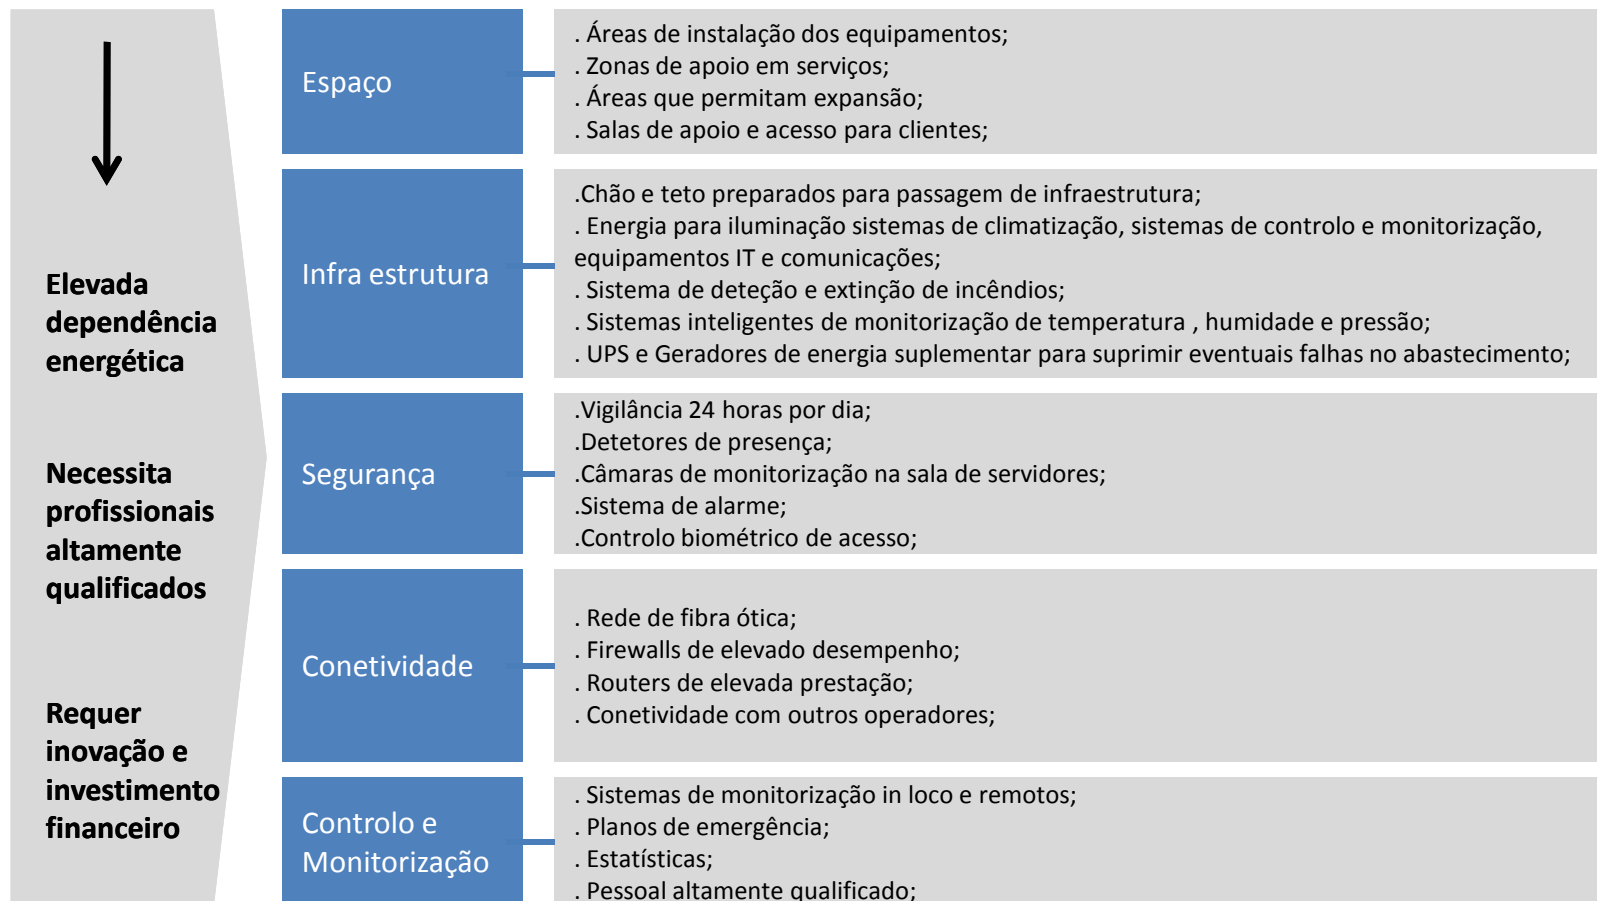 Elevada
dependência
energética
Necessita
profissionais
altamente
qualificados
Requer
inovação e
investimento
financeiro
Espaço
. Áreas de instalação dos equipamentos;
. Zonas de apoio em serviços;
. Áreas que permitam expansão;
. Salas de apoio e acesso para clientes;
Infra estrutura
.Chão e teto preparados para passagem de infraestrutura;
. Energia para iluminação sistemas de climatização, sistemas de controlo e monitorização,
equipamentos IT e comunicações;
. Sistema de deteção e extinção de incêndios;
. Sistemas inteligentes de monitorização de temperatura , humidade e pressão;
. UPS e Geradores de energia suplementar para suprimir eventuais falhas no abastecimento;
Segurança
.Vigilância 24 horas por dia;
.Detetores de presença;
.Câmaras de monitorização na sala de servidores;
.Sistema de alarme;
.Controlo biométrico de acesso;
Conetividade
. Rede de fibra ótica;
. Firewalls de elevado desempenho;
. Routers de elevada prestação;
. Conetividade com outros operadores;
Controlo e
Monitorização
. Sistemas de monitorização in loco e remotos;
. Planos de emergência;
. Estatísticas;
. Pessoal altamente qualificado;